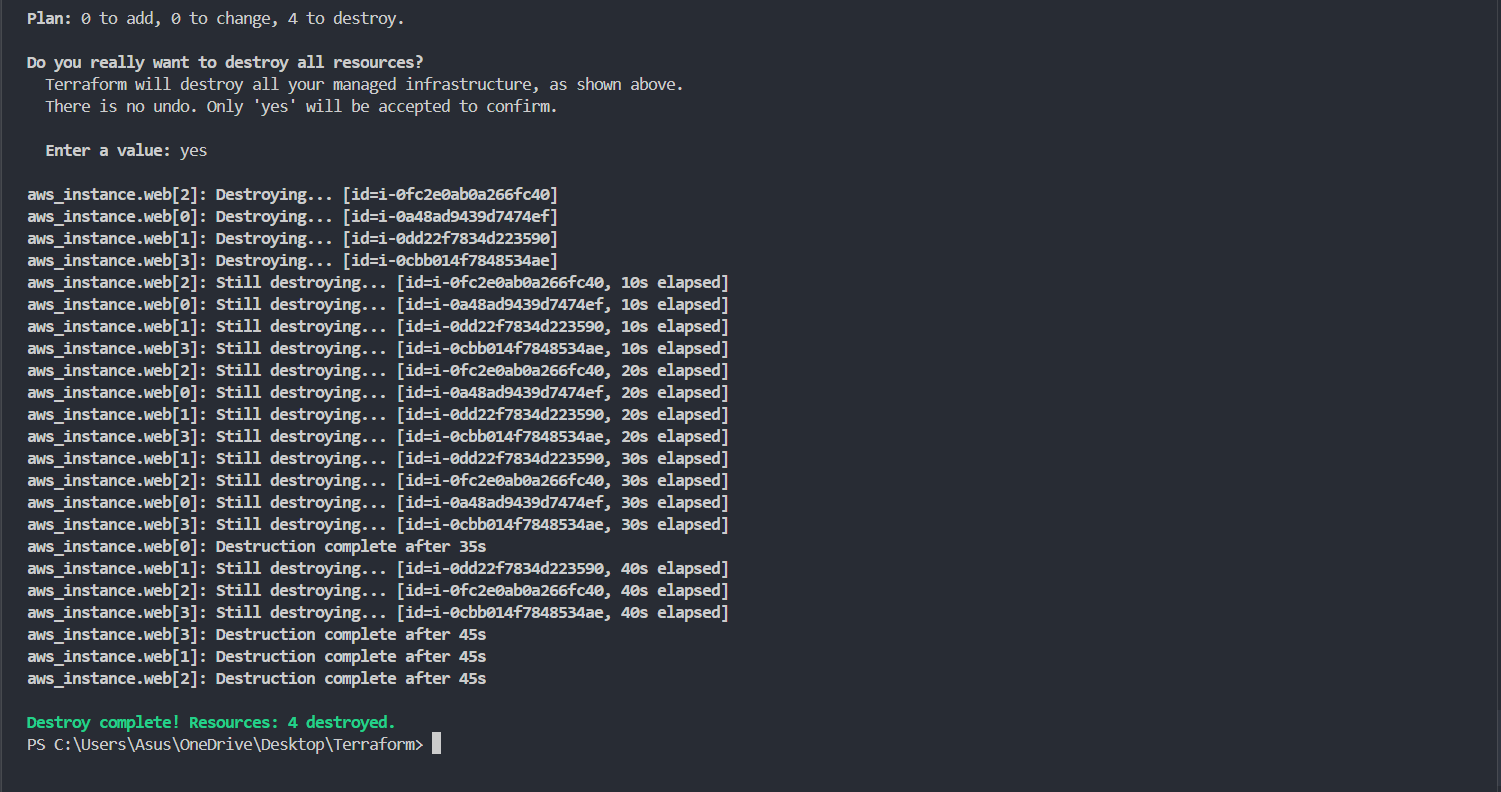 Plan: 0 to add, 0 to change, 4 to destroy.
Do you really want to destroy all resources?
Terraform will destroy all your managed infrastructure, as shown above.
There is no undo. Only 'yes' will be accepted to confirm.
Enter a value: yes
aws_instance.web[2]: Destroying... [id=i-0fc2e0ab0a266fc40]
aws_instance.web[0]: Destroying... [id=i-0a48ad9439d7474ef]
aws_instance.web[1]: Destroying... [id=i-0dd22f7834d223590]
aws_instance.web[3]: Destroying... [id=i-0cbb014f7848534ae]
aws_instance.web[2]: Still destroying... [id=i-0fc2e0ab0a266fc40, 10s elapsed]
aws_instance.web[0]: Still destroying... [id=i-0a48ad9439d7474ef, 10s elapsed]
aws_instance.web[1]: Still destroying... [id=i-0dd22f7834d223590, 10s elapsed]
aws_instance.web[3]: Still destroying... [id=i-0cbb014f7848534ae, 10s elapsed]
aws_instance.web[2]: Still destroying... [id=i-0fc2e0ab0a266fc40, 20s elapsed]
aws_instance.web[0]: Still destroying... [id=i-0a48ad9439d7474ef, 20s elapsed]
aws_instance.web[1]: Still destroying... [id=i-0dd22f7834d223590, 20s elapsed]
aws_instance.web[3]: Still destroying... [id=i-0cbb014f7848534ae, 20s elapsed]
aws_instance.web[1]: Still destroying... [id=i-0dd22f7834d223590, 30s elapsed]
aws_instance.web[2]: Still destroying... [id=i-0fc2e0ab0a266fc40, 30s elapsed]
aws_instance.web[0]: Still destroying... [id=i-0a48ad9439d7474ef, 30s elapsed]
aws_instance.web[3]: Still destroying... [id=i-0cbb014f7848534ae, 30s elapsed]
aws_instance.web[0]: Destruction complete after 35s
aws_instance.web[1]: Still destroying... [id=i-0dd22f7834d223590, 40s elapsed]
aws_instance.web[2]: Still destroying... [id=i-0fc2e0ab0a266fc40, 40s elapsed]
aws_instance.web[3]: Still destroying... [id=i-0cbb014f7848534ae, 40s elapsed]
aws_instance.web[3]: Destruction complete after 45s
aws_instance.web[1]: Destruction complete after 45s
aws_instance.web[2]: Destruction complete after 45s
Destroy complete! Resources: 4 destroyed.
PS C:\Users\Asus\OneDrive\Desktop\Terraform>